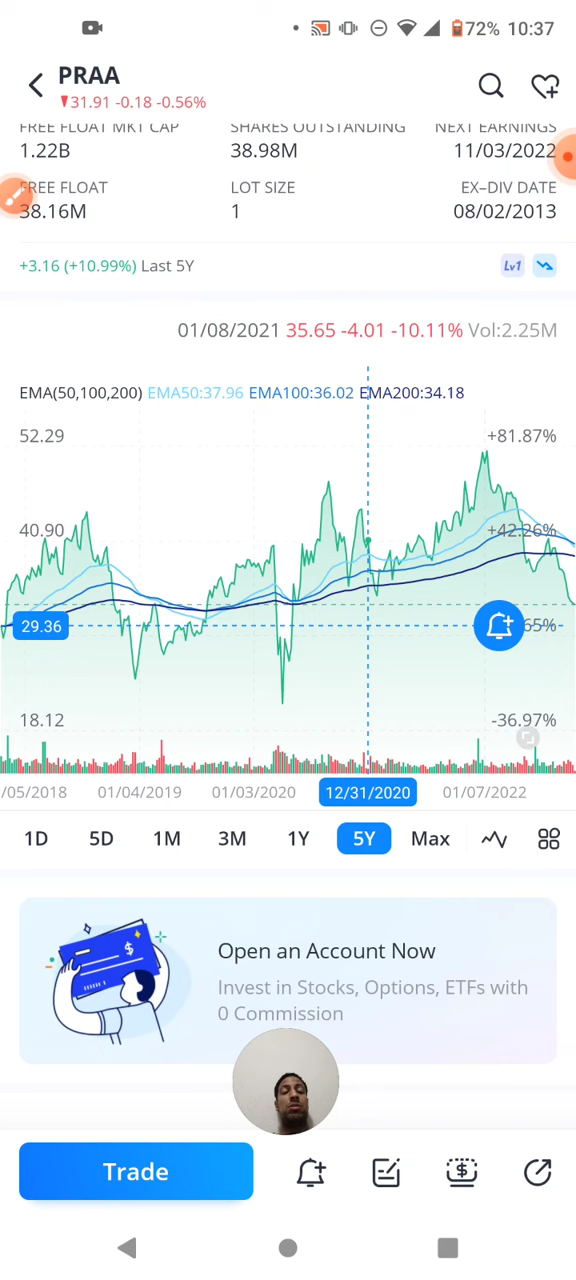 72% 10:37
PRAA
31.91 -0.18 -0.56%
FREE FLOAT MKT CAP SHARES OUTSTANDING NEXT EARNINGS
1.22B 38.98M 11/03/2022
FREE FLOAT LOT SIZE EX-DIV DATE
38.16M 1 08/02/2013
+3.16 (+10.99%) Last 5Y Lv1
01/08/2021 35.65 -4.01 -10.11% Vol:2.25M
EMA(50,100,200) EMA50:37.96 EMA100:36.02 EMA200:34.18
52.29 +81.87%
40.90 +42.26%
29.36 65%
18.12 -36.97%
/05/2018 01/04/2019 01/03/2020 12/31/2020 01/07/2022
1D 5D 1M 3M 1Y 5Y Max
$
Open an Account Now
Invest in Stocks, Options, ETFs with
0 Commission
Trade $